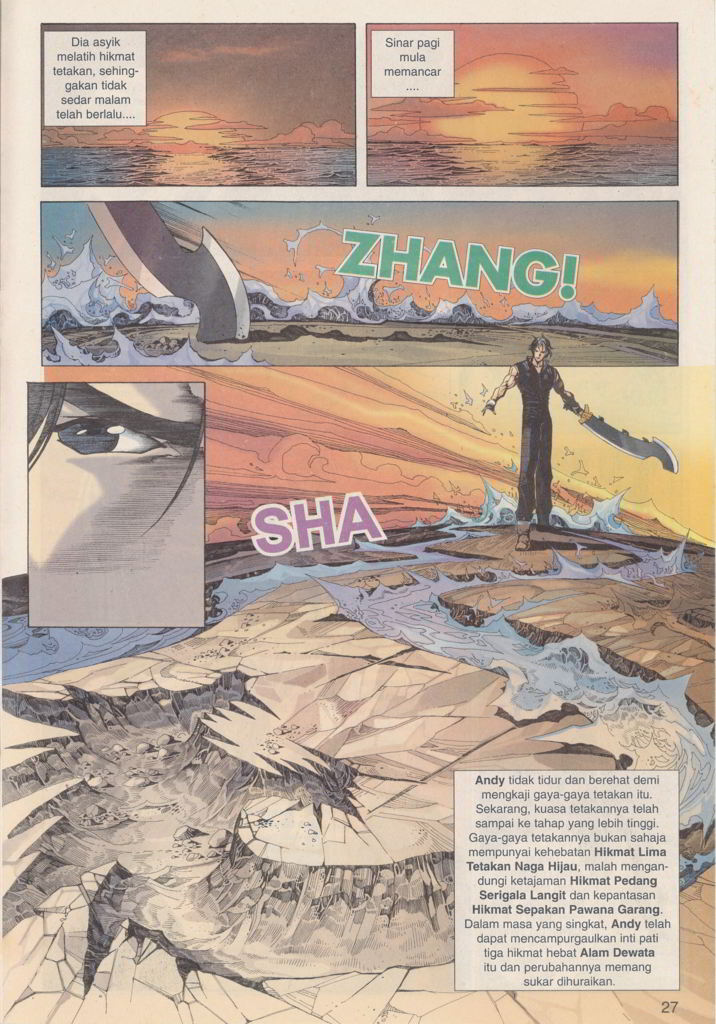 Dia asyik
melatih hikmat
tetakan, sehing-
gakan tidak
sedar malam
telah berlalu....
Sinar pagi
mula
memancar
....
ZHANG!
SHA
Andy tidak tidur dan berehat demi
mengkaji gaya-gaya tetakan itu.
Sekarang, kuasa tetakannya telah
sampai ke tahap yang lebih tinggi.
Gaya-gaya tetakannya bukan sahaja
mempunyai kehebatan Hikmat Lima
Tetakan Naga Hijau, malah mengan-
dungi ketajaman Hikmat Pedang
Serigala Langit dan kepantasan
Hikmat Sepakan Pawana Garang.
Dalam masa yang singkat, Andy telah
dapat mencampurgaulkan inti pati
tiga hikmat hebat Alam Dewata
itu dan perubahannya memang
sukar dihuraikan.
27